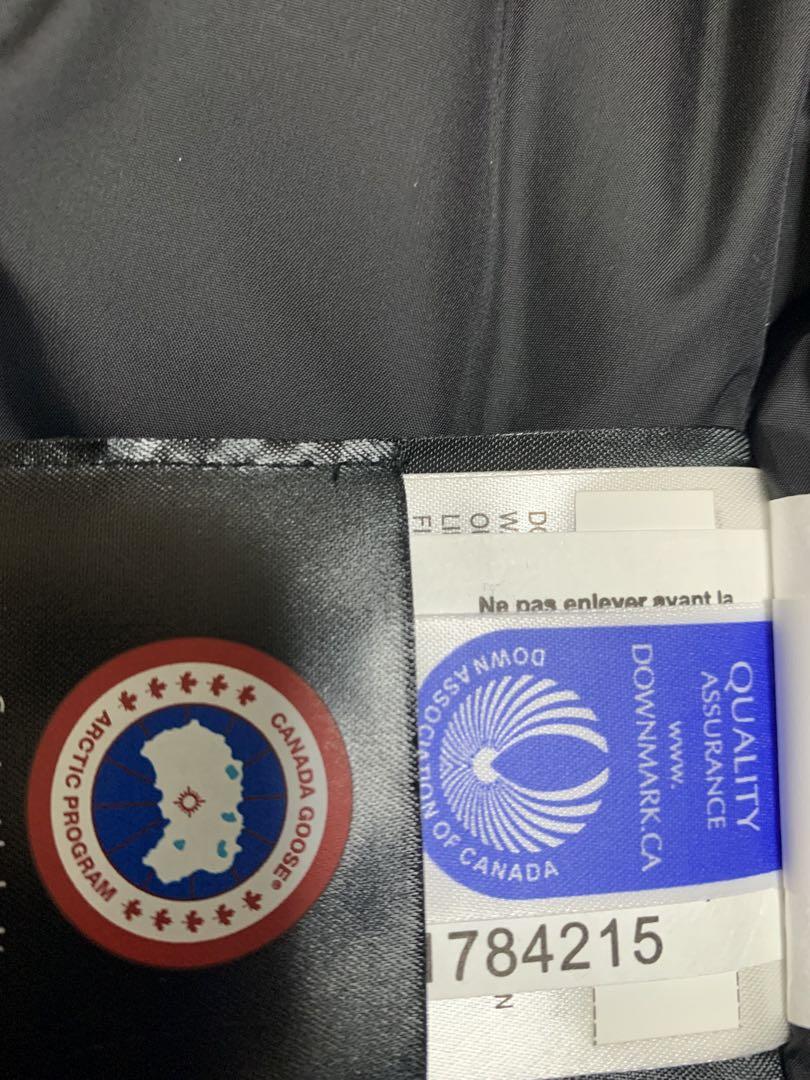 CANADA GOOSE®
ARCTIC PROGRAM
Ne pas enlever avant la
DOWN ASSOCIATION OF CANADA
QUALITY
ASSURANCE
WWW.
DOWNMARK.CA
784215